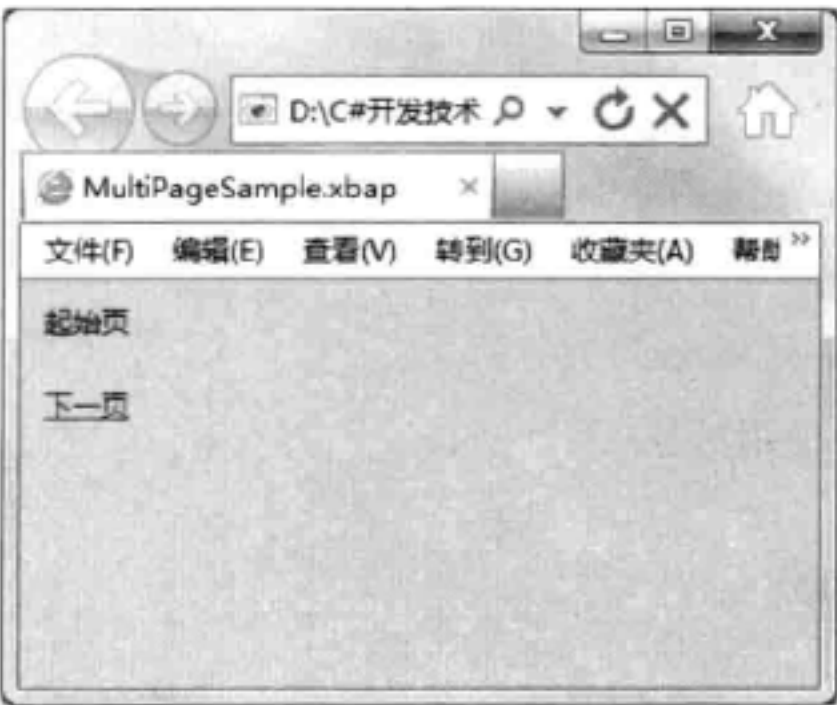 D:\C#开发技术
MultiPageSample.xbap
文件(F) 编辑(E) 查看(V) 转到(G) 收藏夹(A)
起始页
下一页